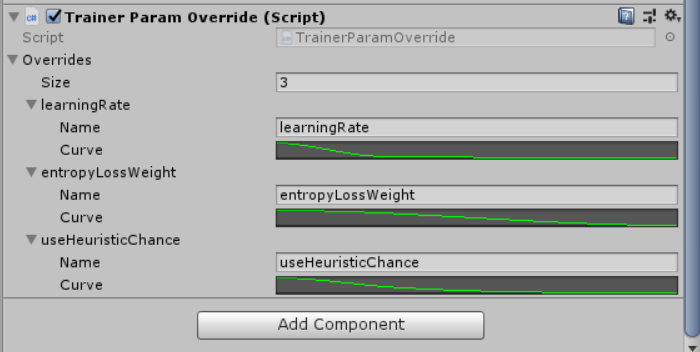 Trainer Param Override (Script)
Script TrainerParamOverride
Overrides
Size 3
learningRate
Name learningRate
Curve
entropyLossWeight
Name entropyLossWeight
Curve
useHeuristicChance
Name useHeuristicChance
Curve
Add Component